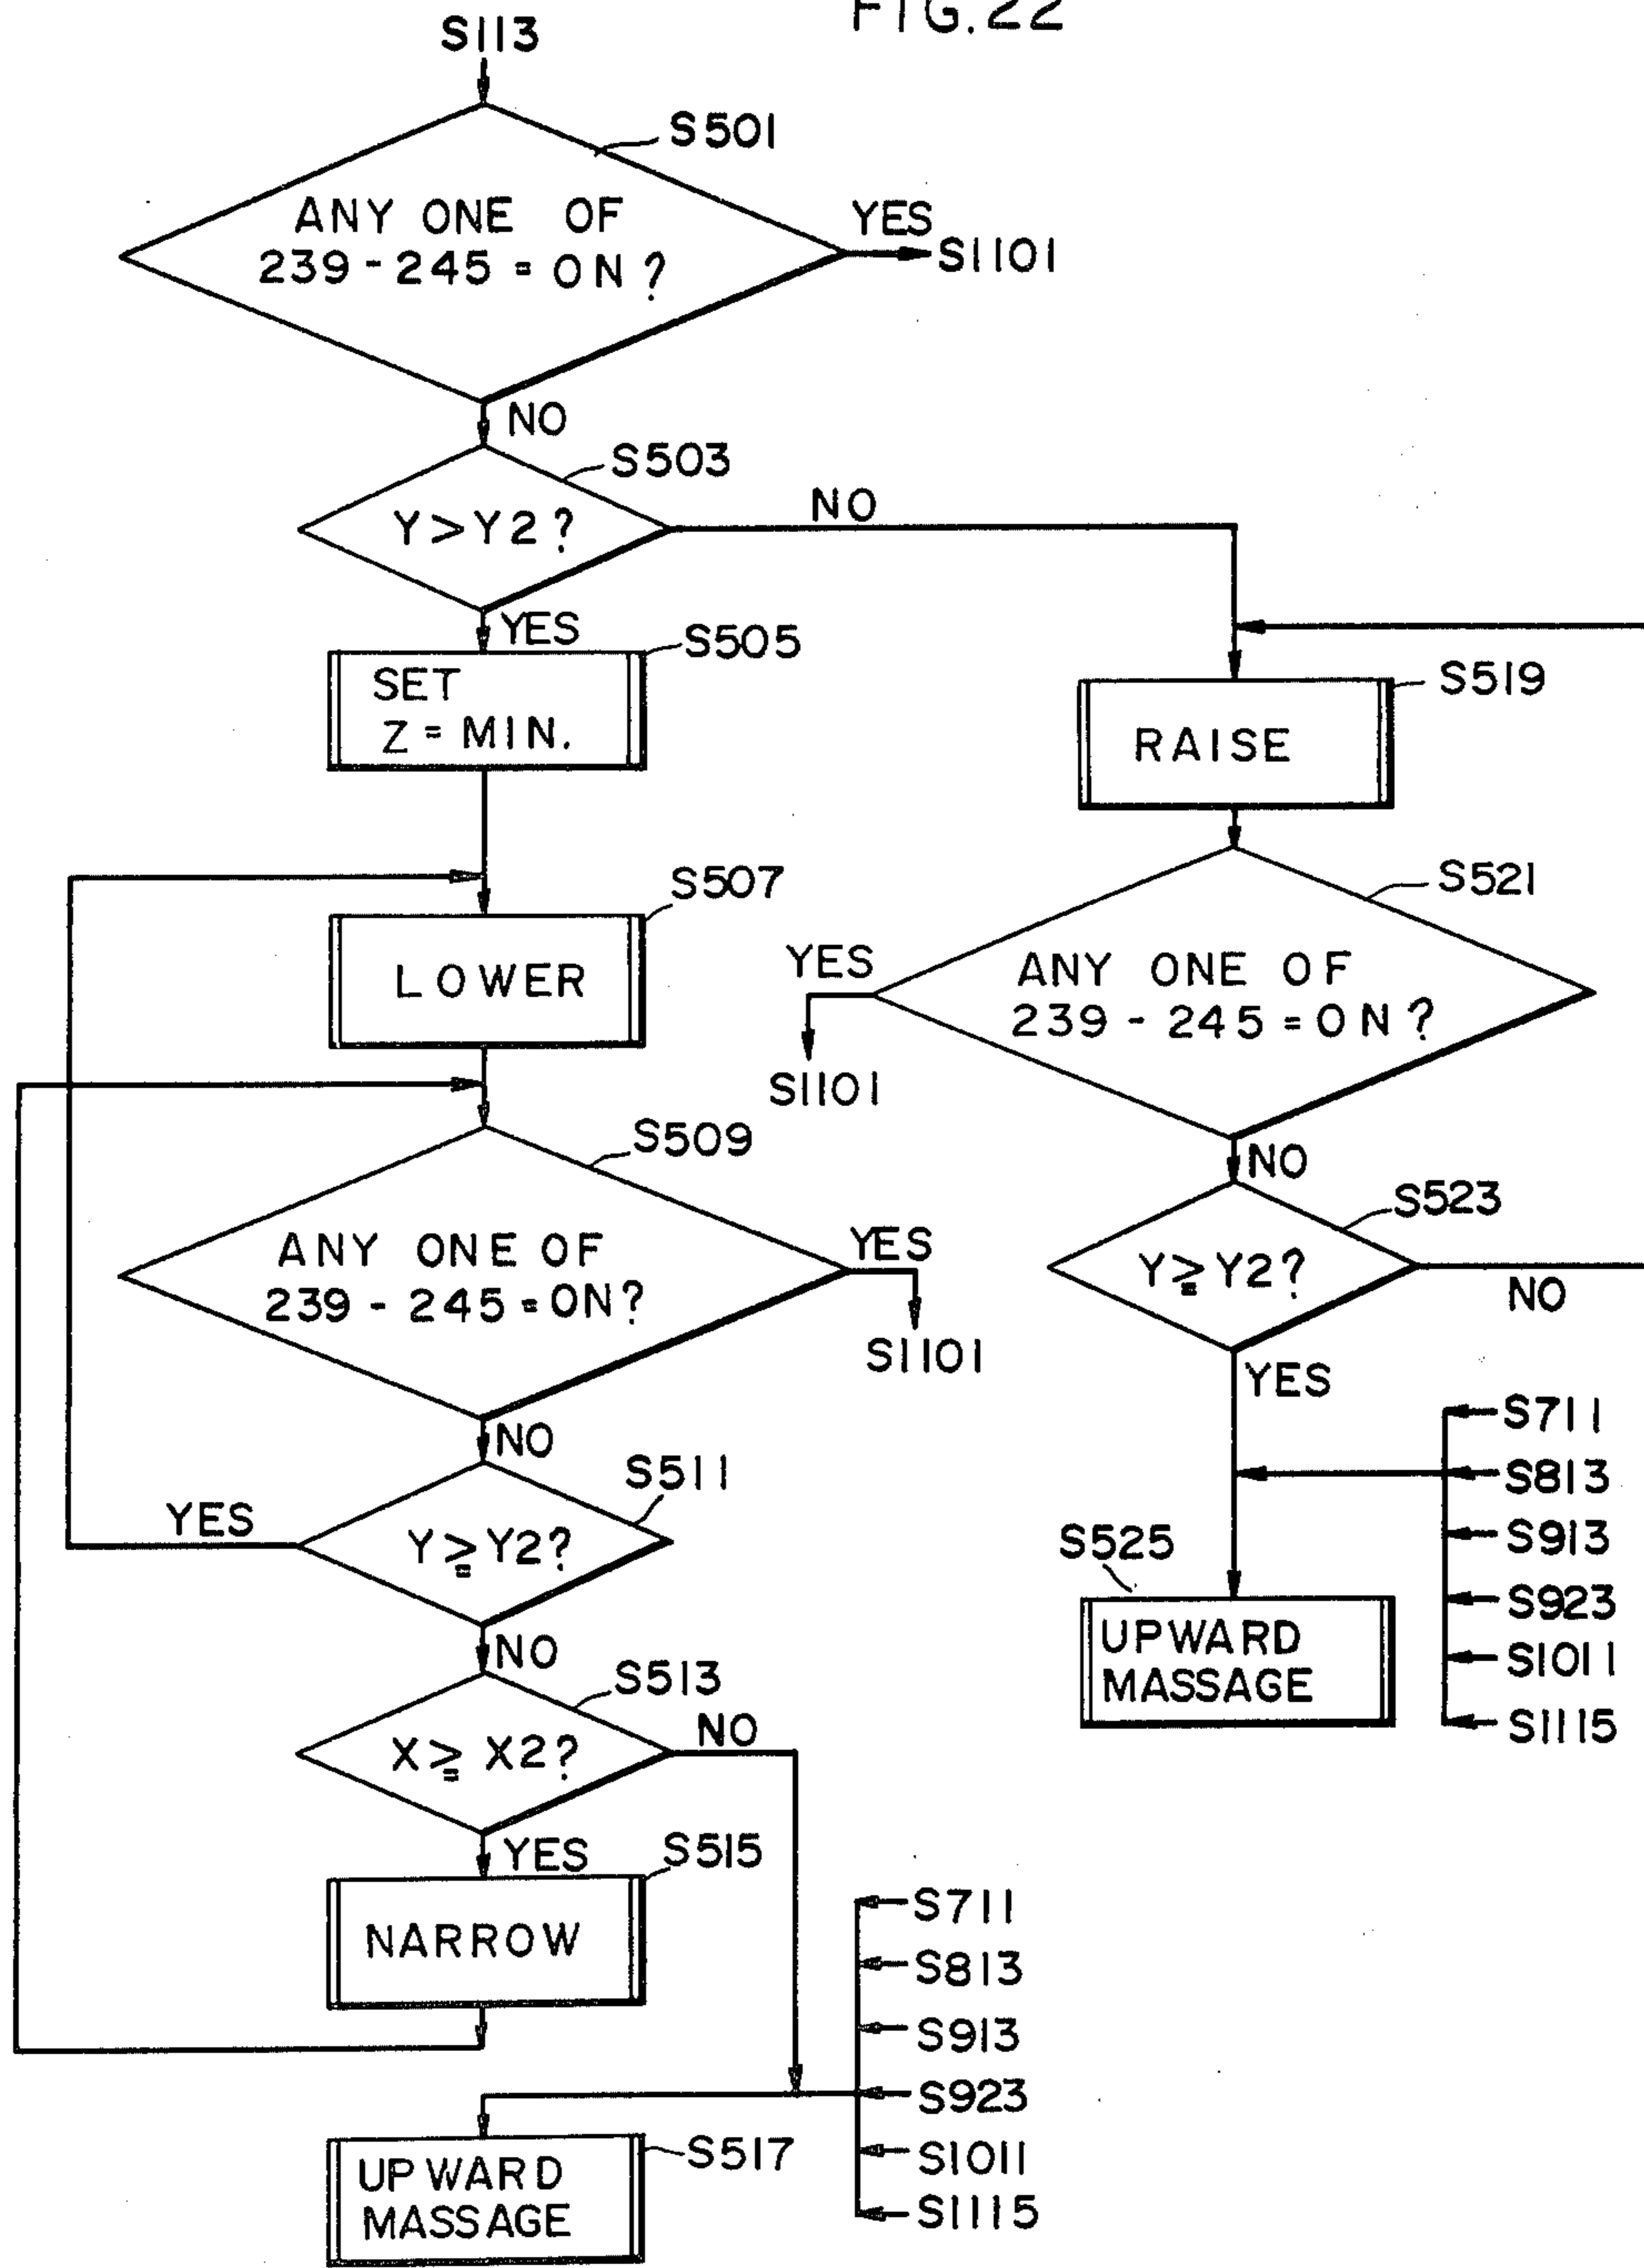 FIG.22
S113
S501
ANY ONE OF
239-245=ON?
YES
S1101
NO
S503
Y>Y2?
NO
YES
S505
SET
Z=MIN.
S507
LOWER
S509
ANY ONE OF
239-245=ON?
YES
S1101
NO
S511
Y≧Y2?
YES
NO
S513
X≧X2?
NO
YES
S515
NARROW
S711
S813
S913
S923
S1011
S1115
S517
UPWARD
MASSAGE
S519
RAISE
S521
ANY ONE OF
239-245=ON?
YES
S1101
NO
S523
Y≧Y2?
NO
YES
S711
S813
S913
S923
S1011
S1115
S525
UPWARD
MASSAGE